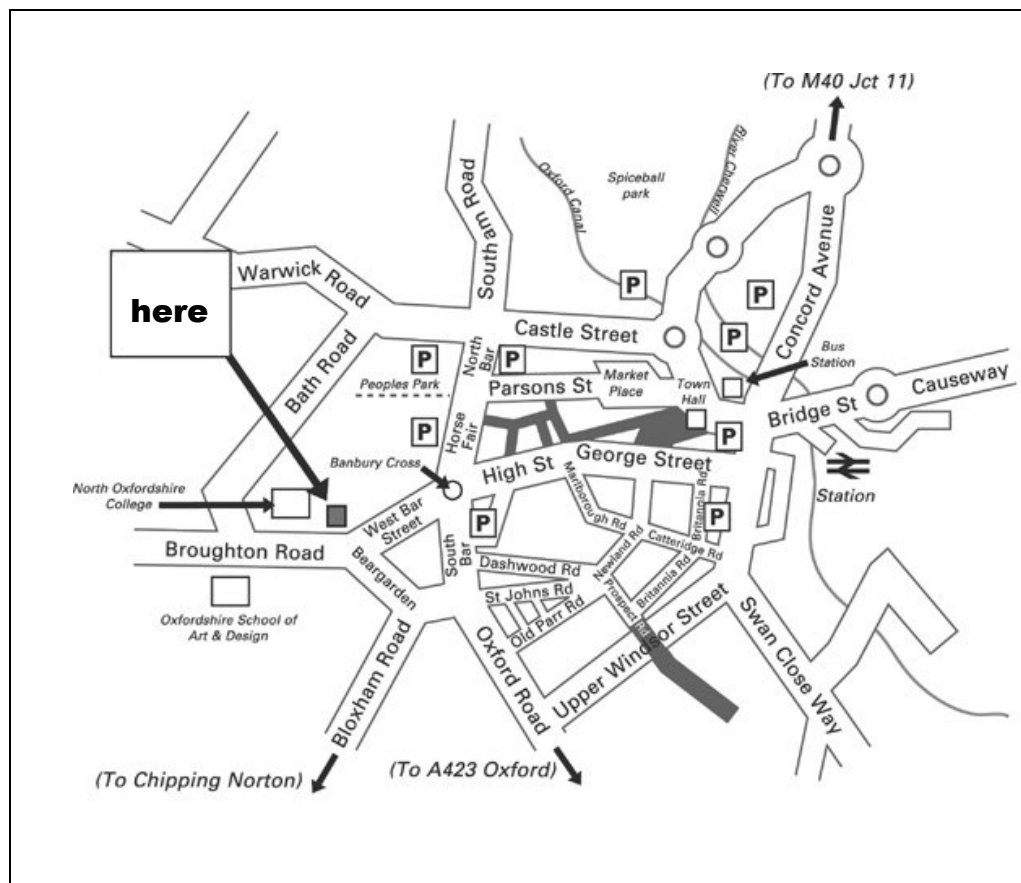 (To M40 Jct 11)
Southam Road
Oxford Canal
Spiceball
park
River Cherwell
Concord Avenue
Warwick Road
here
P
P
P
Castle Street
Bus
Station
Bath Road
P
P
North Bar
Peoples Park
Parsons St
Market
Place
Town
Hall
Bridge St
Causeway
P
Horse
Fair
P
Banbury Cross
High St
George Street
Station
North Oxfordshire
College
Marlborough Rd
Britannia Rd
West Bar
Street
P
P
Broughton Road
South
Bar
Newland Rd
Catteridge Rd
Beargarden
Dashwood Rd
Britannia Rd
St Johns Rd
Prospect Rd
Old Parr Rd
Oxfordshire School of
Art & Design
Upper Windsor Street
Swan Close Way
Bloxham Road
Oxford Road
(To Chipping Norton)
(To A423 Oxford)